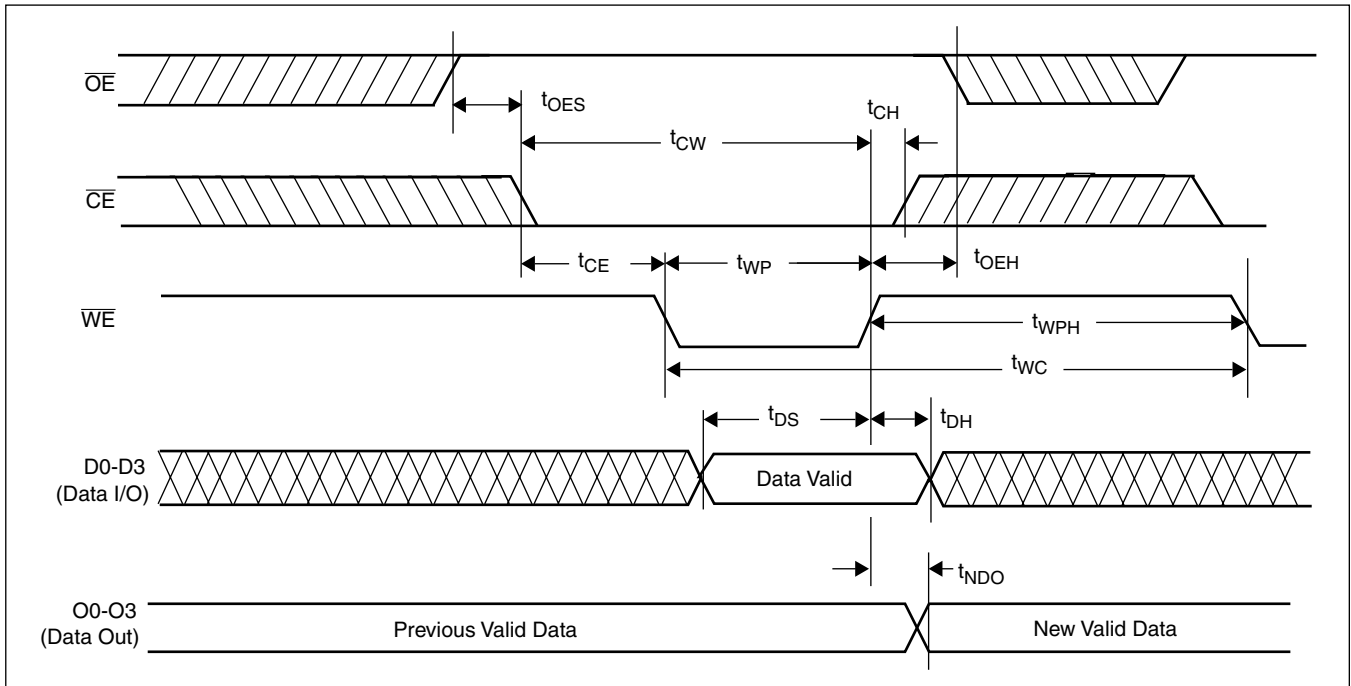 OE
tOES
tCH
tCW
CE
tCE
tWP
tOEH
WE
tWPH
tWC
tDS
tDH
D0-D3
(Data I/O)
Data Valid
tNDO
O0-O3
(Data Out)
Previous Valid Data
New Valid Data